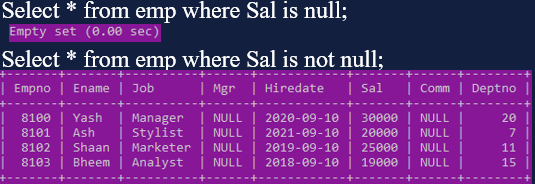 Select * from emp where Sal is null;
Empty set (0.00 sec)
Select * from emp where Sal is not null;
+-------+-------+----------+------+------------+-------+------+--------+
| Empno | Ename | Job | Mgr | Hiredate | Sal | Comm | Deptno |
+-------+-------+----------+------+------------+-------+------+--------+
| 8100 | Yash | Manager | NULL | 2020-09-10 | 30000 | NULL | 20 |
| 8101 | Ash | Stylist | NULL | 2021-09-10 | 20000 | NULL | 7 |
| 8102 | Shaan | Marketer | NULL | 2019-09-10 | 25000 | NULL | 11 |
| 8103 | Bheem | Analyst | NULL | 2018-09-10 | 19000 | NULL | 15 |
+-------+-------+----------+------+------------+-------+------+--------+